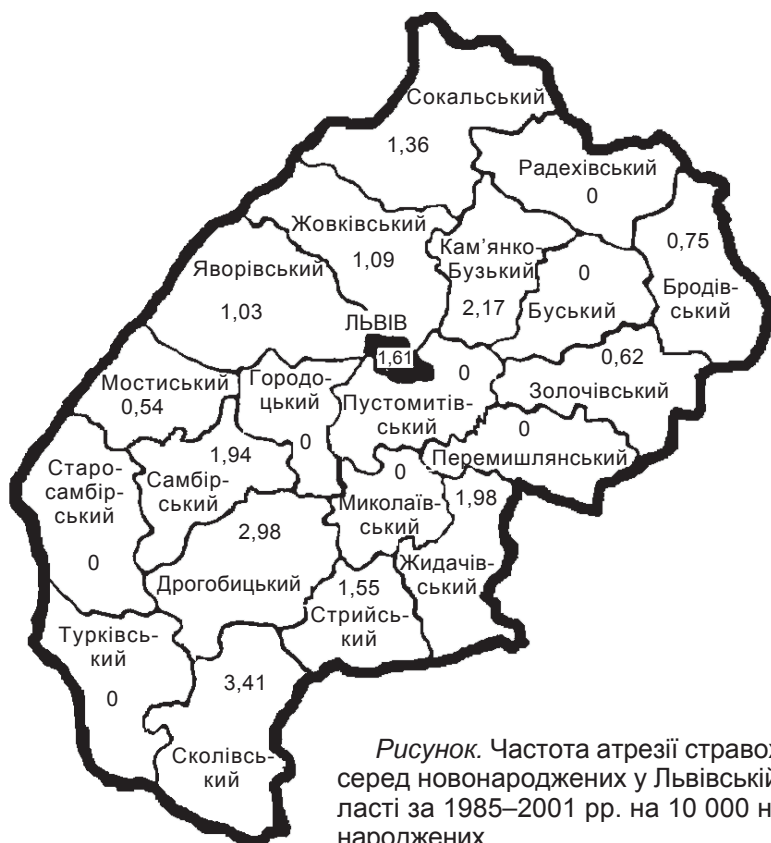 Сокальський
1,36
Радехівський
0
Жовківський
1,09
Кам’янко-
Бузький
2,17
0
Буський
0,75
Бродів-
ський
Яворівський
1,03
ЛЬВІВ
1,61
Мостиський
0,54
Городо-
цький
0
0
Пустомитів-
ський
0,62
Золочівський
0
Перемишлянський
Старо-
самбір-
ський
0
1,94
Самбір-
ський
0
Миколаїв-
ський
1,98
Жидачів-
ський
2,98
Дрогобицький
1,55
Стрийсь-
кий
Турківсь-
кий
0
3,41
Сколівсь-
кий
Рисунок. Частота атрезії
серед новонароджених у Львівській
ласті за 1985–2001 рр. на 10 000
народжених